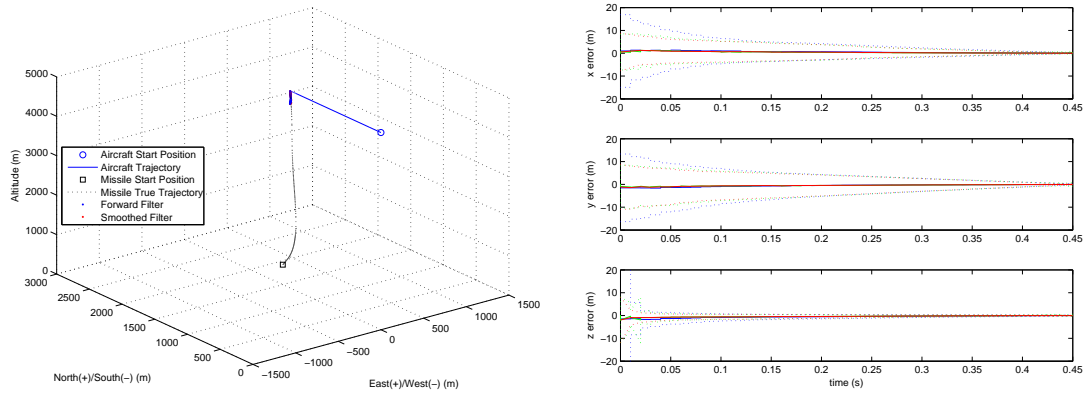 5000
4000
3000
2000
1000
0
Altitude (m)
Aircraft Start Position
Aircraft Trajectory
Missile Start Position
Missile True Trajectory
Forward Filter
Smoothed Filter
3000
2500
2000
1500
1000
500
0
North(+)/South(−) (m)
−1500
−1000
−500
0
500
1000
1500
East(+)/West(−) (m)
20
10
0
−10
−20
x error (m)
0 0.05 0.1 0.15 0.2 0.25 0.3 0.35 0.4 0.45
20
10
0
−10
−20
y error (m)
0 0.05 0.1 0.15 0.2 0.25 0.3 0.35 0.4 0.45
20
10
0
−10
−20
z error (m)
0 0.05 0.1 0.15 0.2 0.25 0.3 0.35 0.4 0.45
time (s)